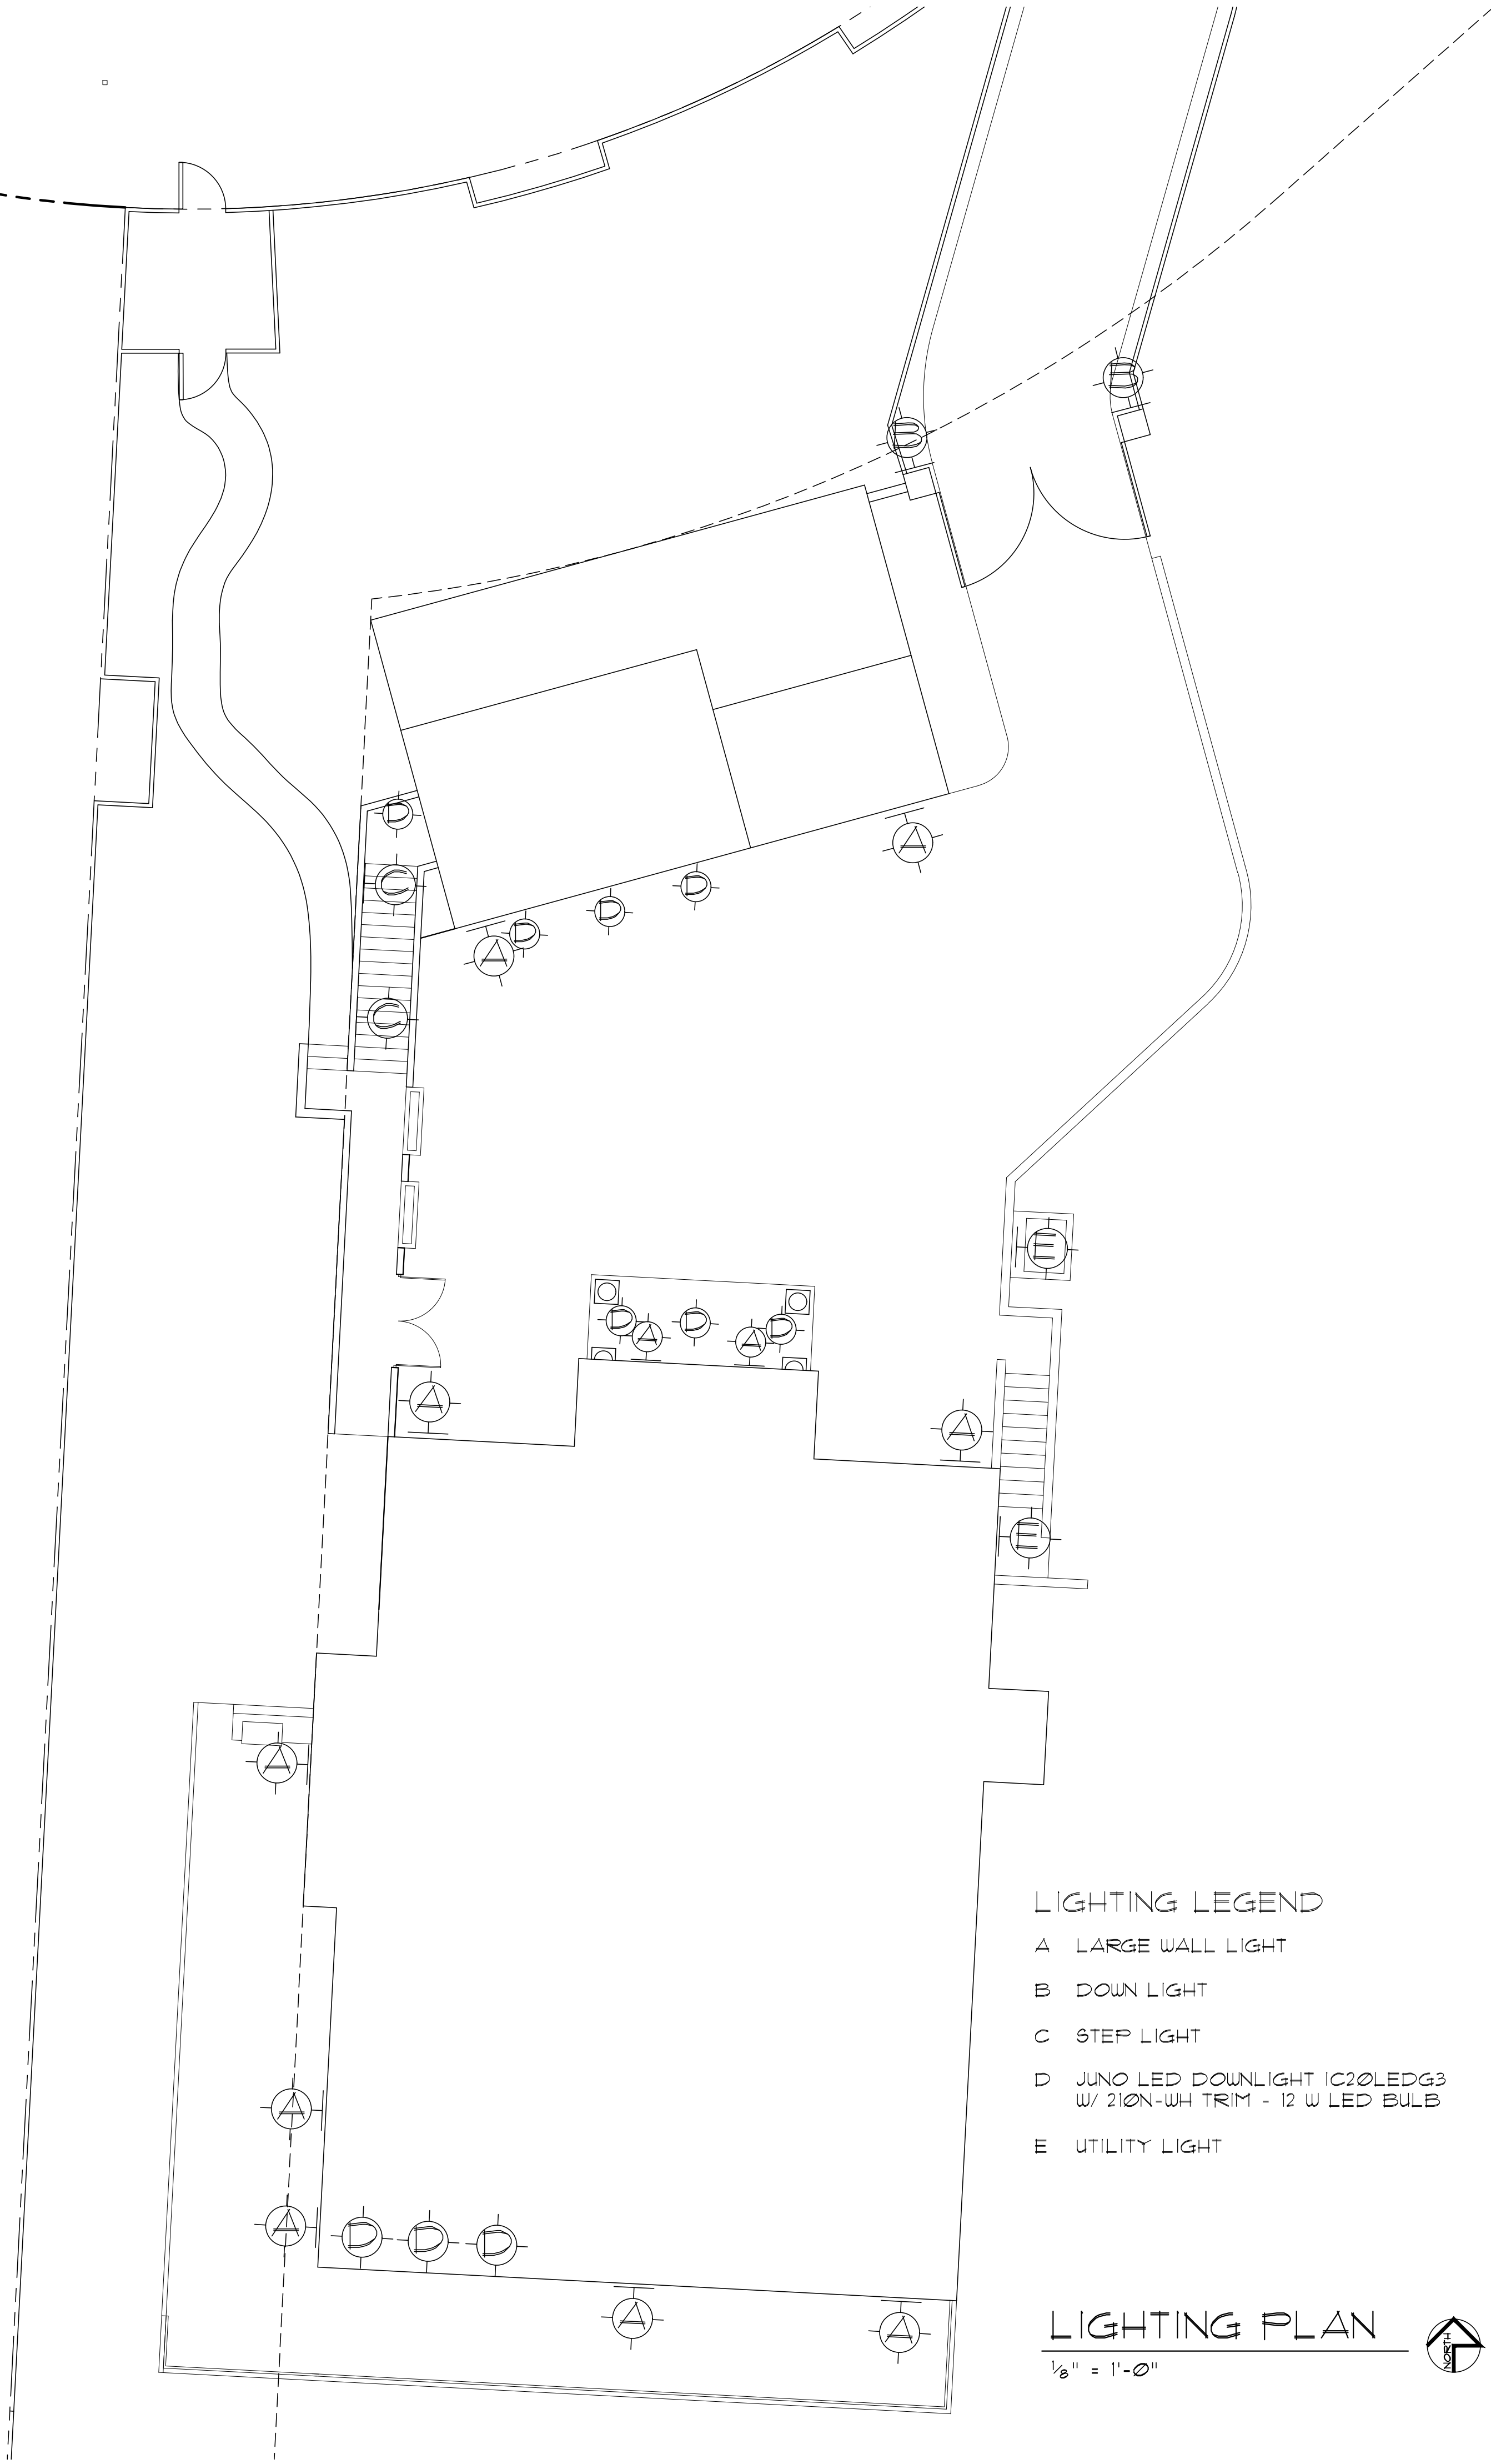 B
B
D
C
A
D
D
D
A
C
E
D
D
D
A
A
A
A
E
A
LIGHTING LEGEND
A LARGE WALL LIGHT
B DOWN LIGHT
C STEP LIGHT
D JUNO LED DOWNLIGHT IC20LEDG3
W/ 210N-WH TRIM - 12 W LED BULB
E UTILITY LIGHT
A
A
D
D
D
A
A
LIGHTING PLAN
1/8" = 1'-0"
NORTH